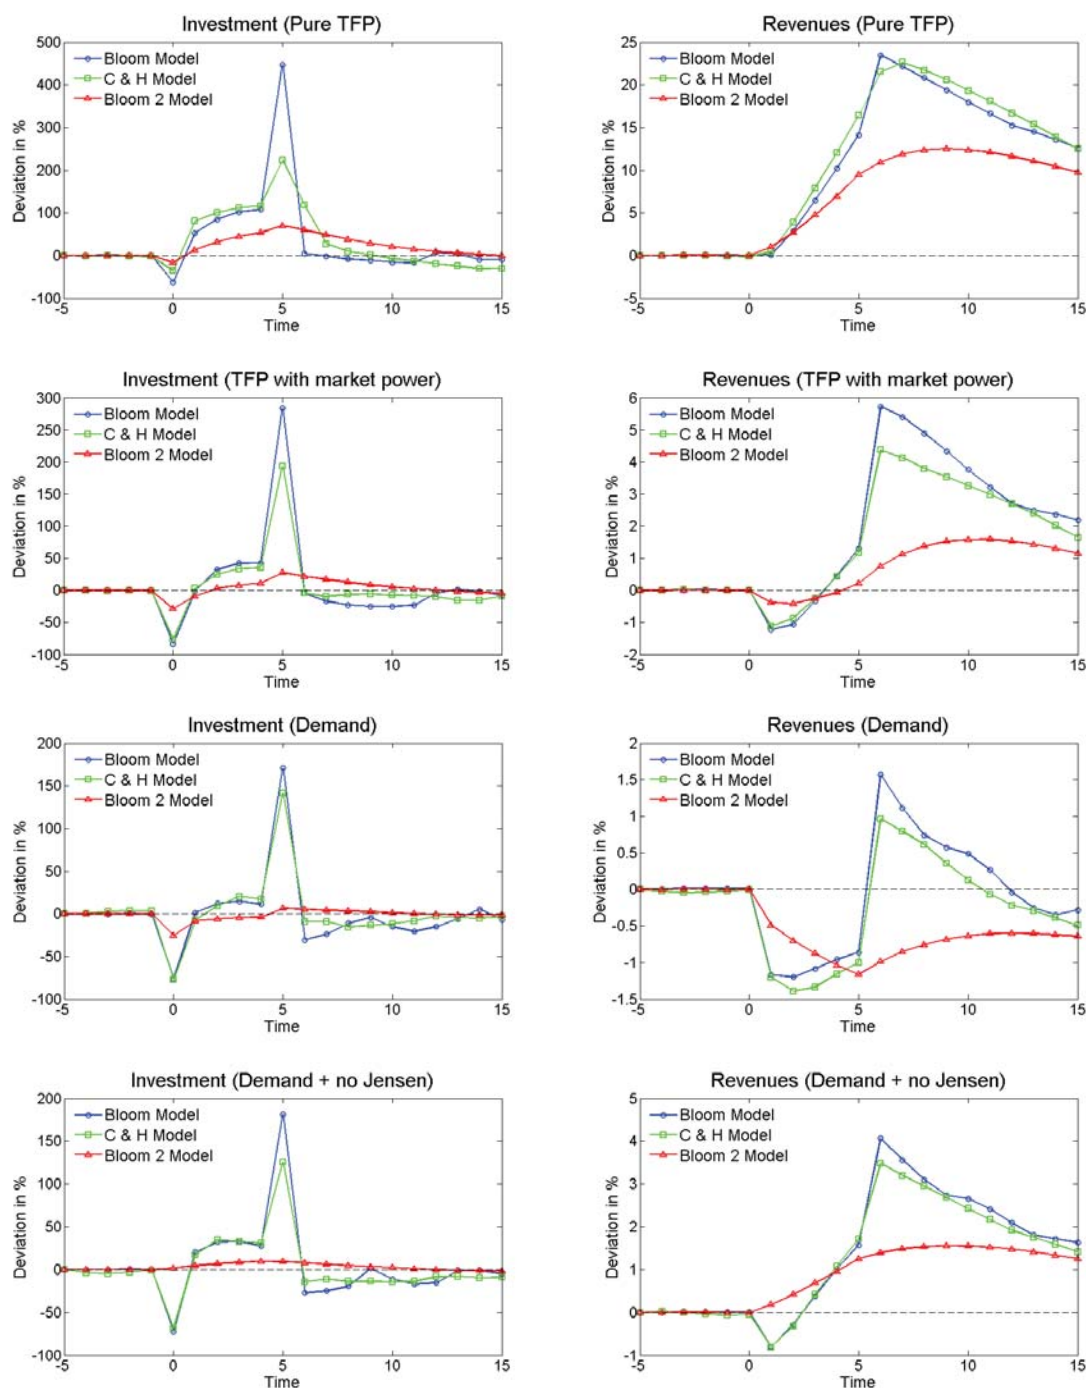 Investment (Pure TFP)
500
400
300
200
100
0
-100
Deviation in %
Bloom Model
C & H Model
Bloom 2 Model
-5
0
5
10
15
Time
Revenues (Pure TFP)
25
20
15
10
5
0
-5
Deviation in %
Bloom Model
C & H Model
Bloom 2 Model
-5
0
5
10
15
Time
Investment (TFP with market power)
300
250
200
150
100
50
0
-50
-100
Deviation in %
Bloom Model
C & H Model
Bloom 2 Model
-5
0
5
10
15
Time
Revenues (TFP with market power)
6
5
4
3
2
1
0
-1
-2
Deviation in %
Bloom Model
C & H Model
Bloom 2 Model
-5
0
5
10
15
Time
Investment (Demand)
200
150
100
50
0
-50
-100
Deviation in %
Bloom Model
C & H Model
Bloom 2 Model
-5
0
5
10
15
Time
Revenues (Demand)
2
1.5
1
0.5
0
-0.5
-1
-1.5
Deviation in %
Bloom Model
C & H Model
Bloom 2 Model
-5
0
5
10
15
Time
Investment (Demand + no Jensen)
200
150
100
50
0
-50
-100
Deviation in %
Bloom Model
C & H Model
Bloom 2 Model
-5
0
5
10
15
Time
Revenues (Demand + no Jensen)
5
4
3
2
1
0
-1
Deviation in %
Bloom Model
C & H Model
Bloom 2 Model
-5
0
5
10
15
Time